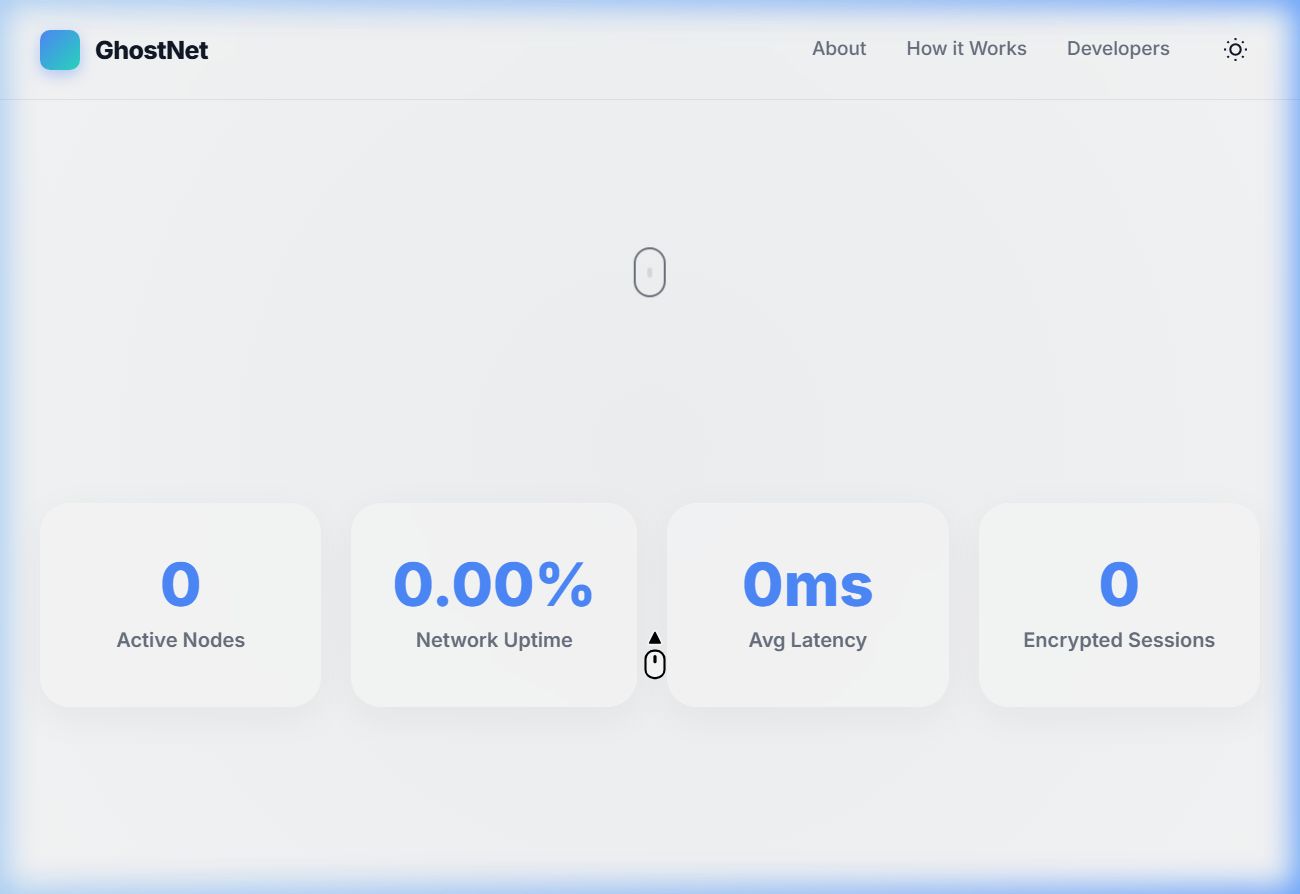 GhostNet
About
How it Works
Developers
0
Active Nodes
0.00%
Network Uptime
0ms
Avg Latency
0
Encrypted Sessions